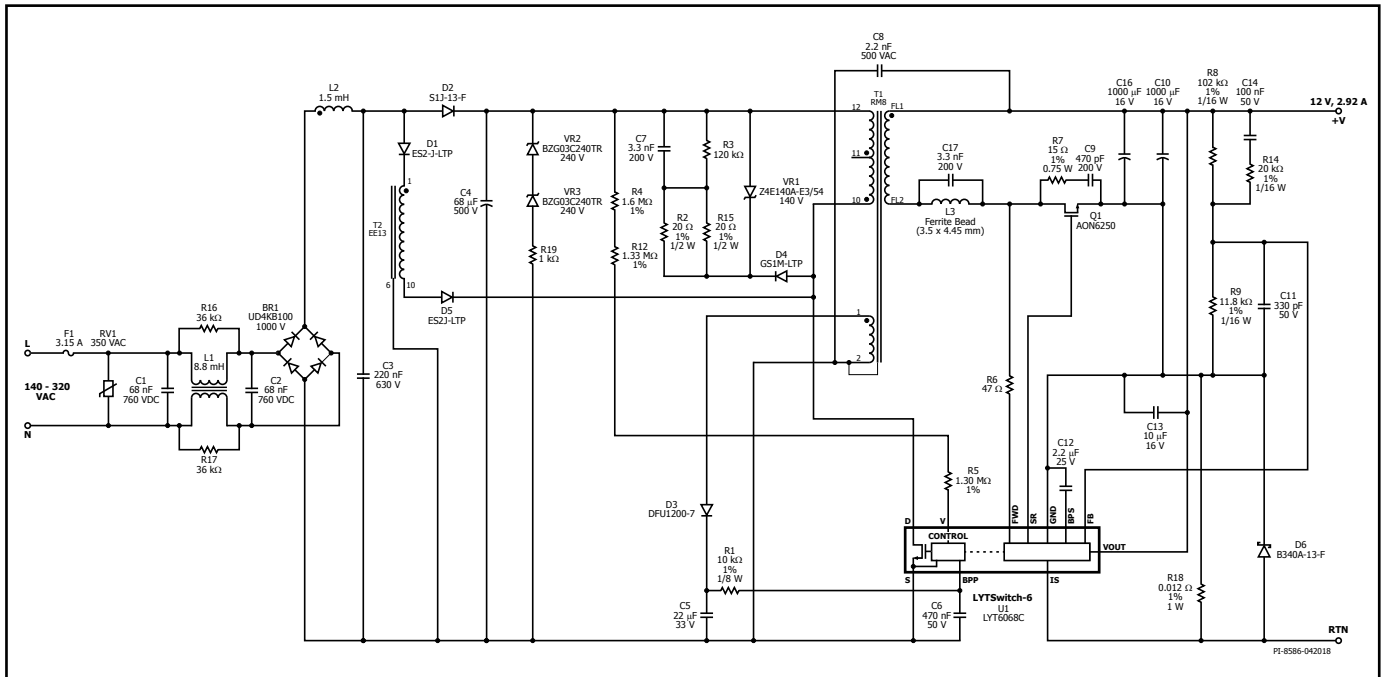 C8
2.2 nF
500 VAC
L2
1.5 mH
D2
S1J-13-F
T1
RM8
12
FL1
11
10
FL2
C16
1000 µF
16 V
C10
1000 µF
16 V
R8
102 kΩ
1%
1/16 W
C14
100 nF
50 V
12 V, 2.92 A
+V
D1
ES2-J-LTP
VR2
BZG03C240TR
240 V
C7
3.3 nF
200 V
R3
120 kΩ
C17
3.3 nF
200 V
R7
15 Ω
1%
0.75 W
C9
470 pF
200 V
R14
20 kΩ
1%
1/16 W
1
T2
EE13
6
10
C4
68 µF
500 V
VR3
BZG03C240TR
240 V
R4
1.6 MΩ
1%
VR1
Z4E140A-E3/54
140 V
L3
Ferrite Bead
(3.5 x 4.45 mm)
Q1
AON6250
R2
20 Ω
1%
1/2 W
R15
20 Ω
1%
1/2 W
R19
1 kΩ
R12
1.33 MΩ
1%
D4
GS1M-LTP
D5
ES2J-LTP
R9
11.8 kΩ
1%
1/16 W
C11
330 pF
50 V
1
2
R16
36 kΩ
BR1
UD4KB100
1000 V
F1
3.15 A
RV1
350 VAC
L
L1
8.8 mH
140 - 320
VAC
C1
68 nF
760 VDC
C2
68 nF
760 VDC
C3
220 nF
630 V
N
R17
36 kΩ
R6
47 Ω
C13
10 µF
16 V
C12
2.2 µF
25 V
R5
1.30 MΩ
1%
D3
DFU1200-7
D
V
FWD
SR
GND
BPS
FB
CONTROL
VOUT
D6
B340A-13-F
R1
10 kΩ
1%
1/8 W
S
BPP
IS
LYTSwitch-6
U1
LYT6068C
R18
0.012 Ω
1%
1 W
C5
22 µF
33 V
C6
470 nF
50 V
RTN
PI-8586-042018